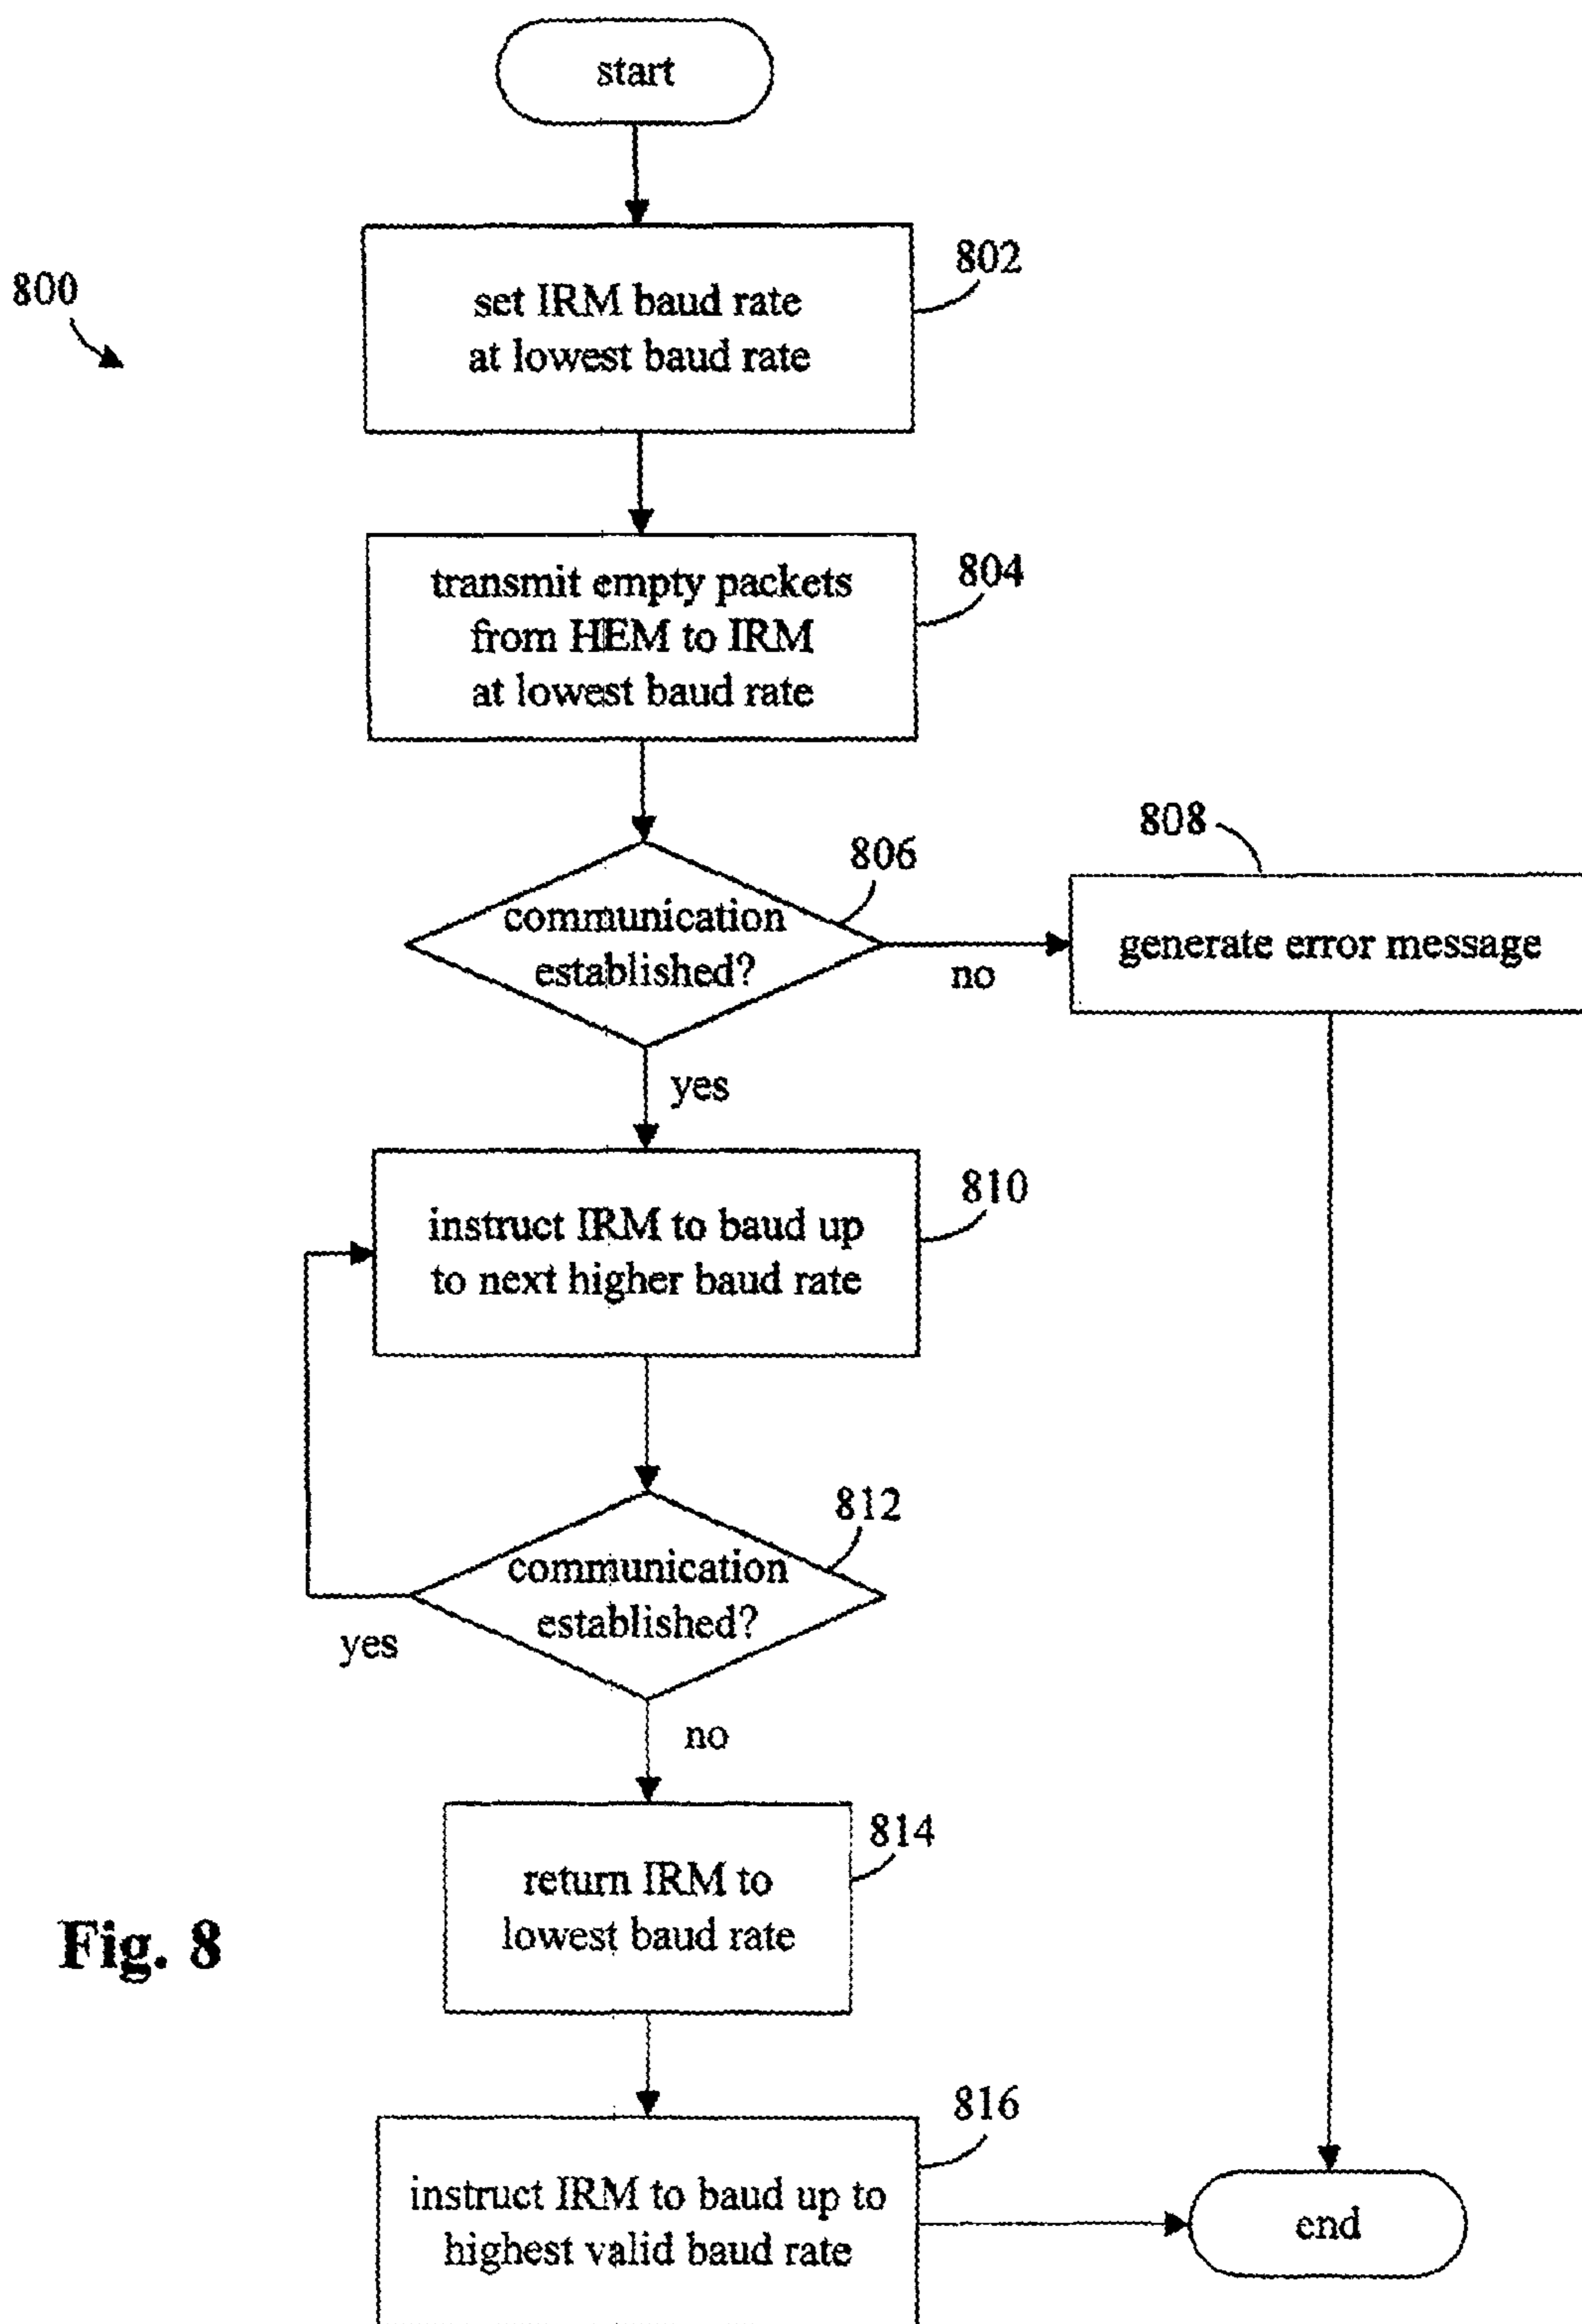 start
800
802
set IRM baud rate
at lowest baud rate
804
transmit empty packets
from HEM to IRM
at lowest baud rate
806
communication
established?
no
808
generate error message
yes
810
instruct IRM to baud up
to next higher baud rate
812
communication
established?
yes
no
814
return IRM to
lowest baud rate
Fig. 8
816
instruct IRM to baud up to
highest valid baud rate
end